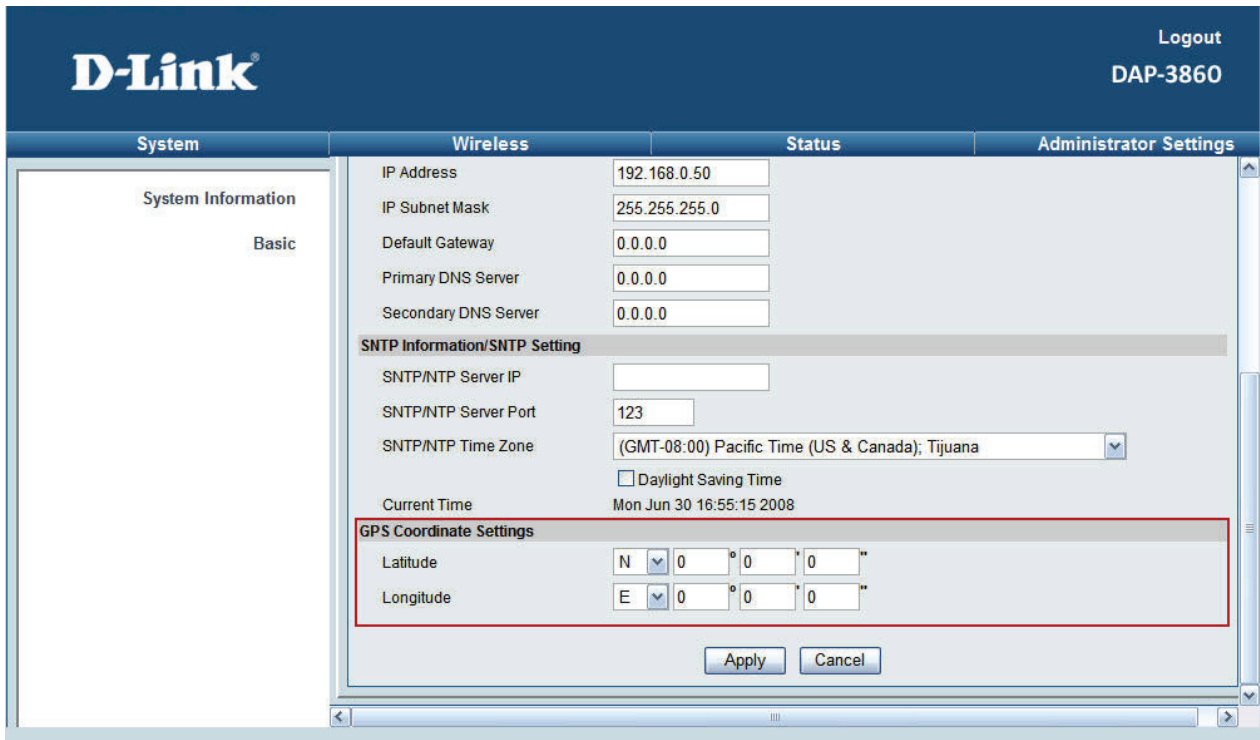 Logout
D-Link®
DAP-3860
System Wireless Status Administrator Settings
System Information
Basic
IP Address 192.168.0.50
IP Subnet Mask 255.255.255.0
Default Gateway 0.0.0.0
Primary DNS Server 0.0.0.0
Secondary DNS Server 0.0.0.0
SNTP Information/SNTP Setting
SNTP/NTP Server IP
SNTP/NTP Server Port 123
SNTP/NTP Time Zone (GMT-08:00) Pacific Time (US & Canada); Tijuana
Daylight Saving Time
Current Time Mon Jun 30 16:55:15 2008
GPS Coordinate Settings
Latitude N 0 º 0 ' 0 "
Longitude E 0 º 0 ' 0 "
Apply Cancel